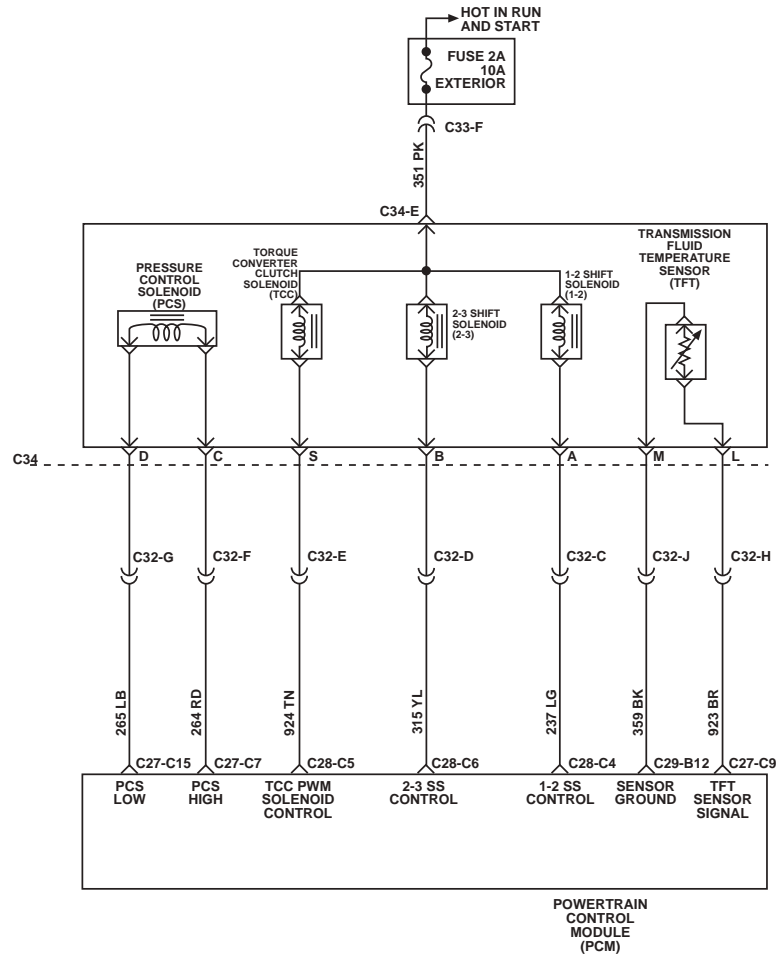 HOT IN RUN
AND START
FUSE 2A
10A
EXTERIOR
C33-F
351 PK
C34-E
PRESSURE
CONTROL
SOLENOID
(PCS)
TORQUE
CONVERTER
CLUTCH
SOLENOID
(TCC)
2-3 SHIFT
SOLENOID
(2-3)
1-2 SHIFT
SOLENOID
(1-2)
TRANSMISSION
FLUID
TEMPERATURE
SENSOR
(TFT)
C34
D
C
S
B
A
M
L
C32-G
C32-F
C32-E
C32-D
C32-C
C32-J
C32-H
265 LB
264 RD
924 TN
315 YL
237 LG
359 BK
923 BR
C27-C15
C27-C7
C28-C5
C28-C6
C28-C4
C29-B12
C27-C9
PCS
LOW
PCS
HIGH
TCC PWM
SOLENOID
CONTROL
2-3 SS
CONTROL
1-2 SS
CONTROL
SENSOR
GROUND
TFT
SENSOR
SIGNAL
POWERTRAIN
CONTROL
MODULE
(PCM)